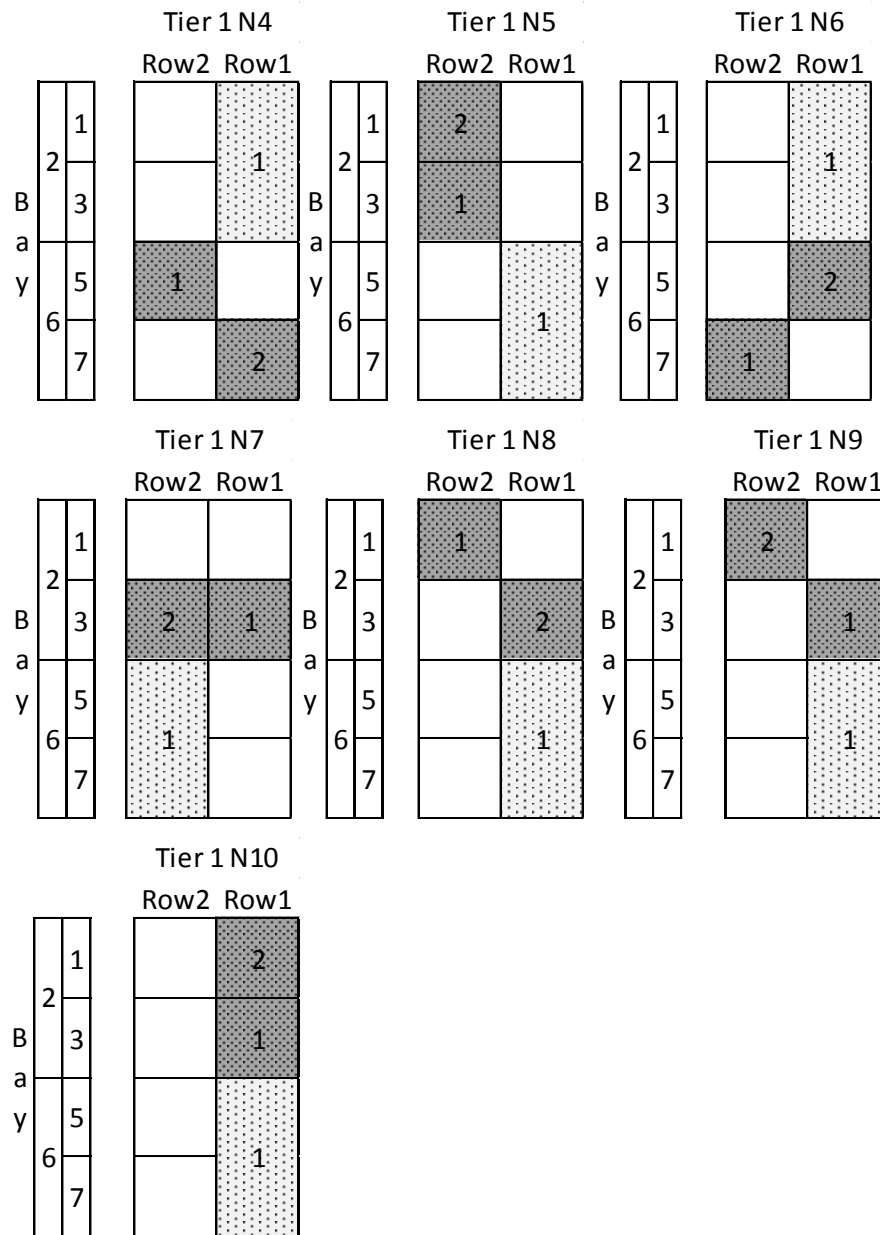 Tier 1 N4 Tier 1 N5 Tier 1 N6
Row2 Row1 Row2 Row1 Row2 Row1
1 1 2 1
2 1 2 2 1
B 3 B 3 1 B 3
a a a
y 5 1 y 5 1 y 5 2
6 6 6
7 2 7 7 1
Tier 1 N7 Tier 1 N8 Tier 1 N9
Row2 Row1 Row2 Row1 Row2 Row1
1 1 1 1 2
2 2 2
B 3 2 1 B 3 2 B 3 1
a a a
y 5 y 5 y 5
6 1 6 1 6 1
7 7 7
Tier 1 N10
Row2 Row1
1 2
2
B 3 1
a
y 5
6 1
7